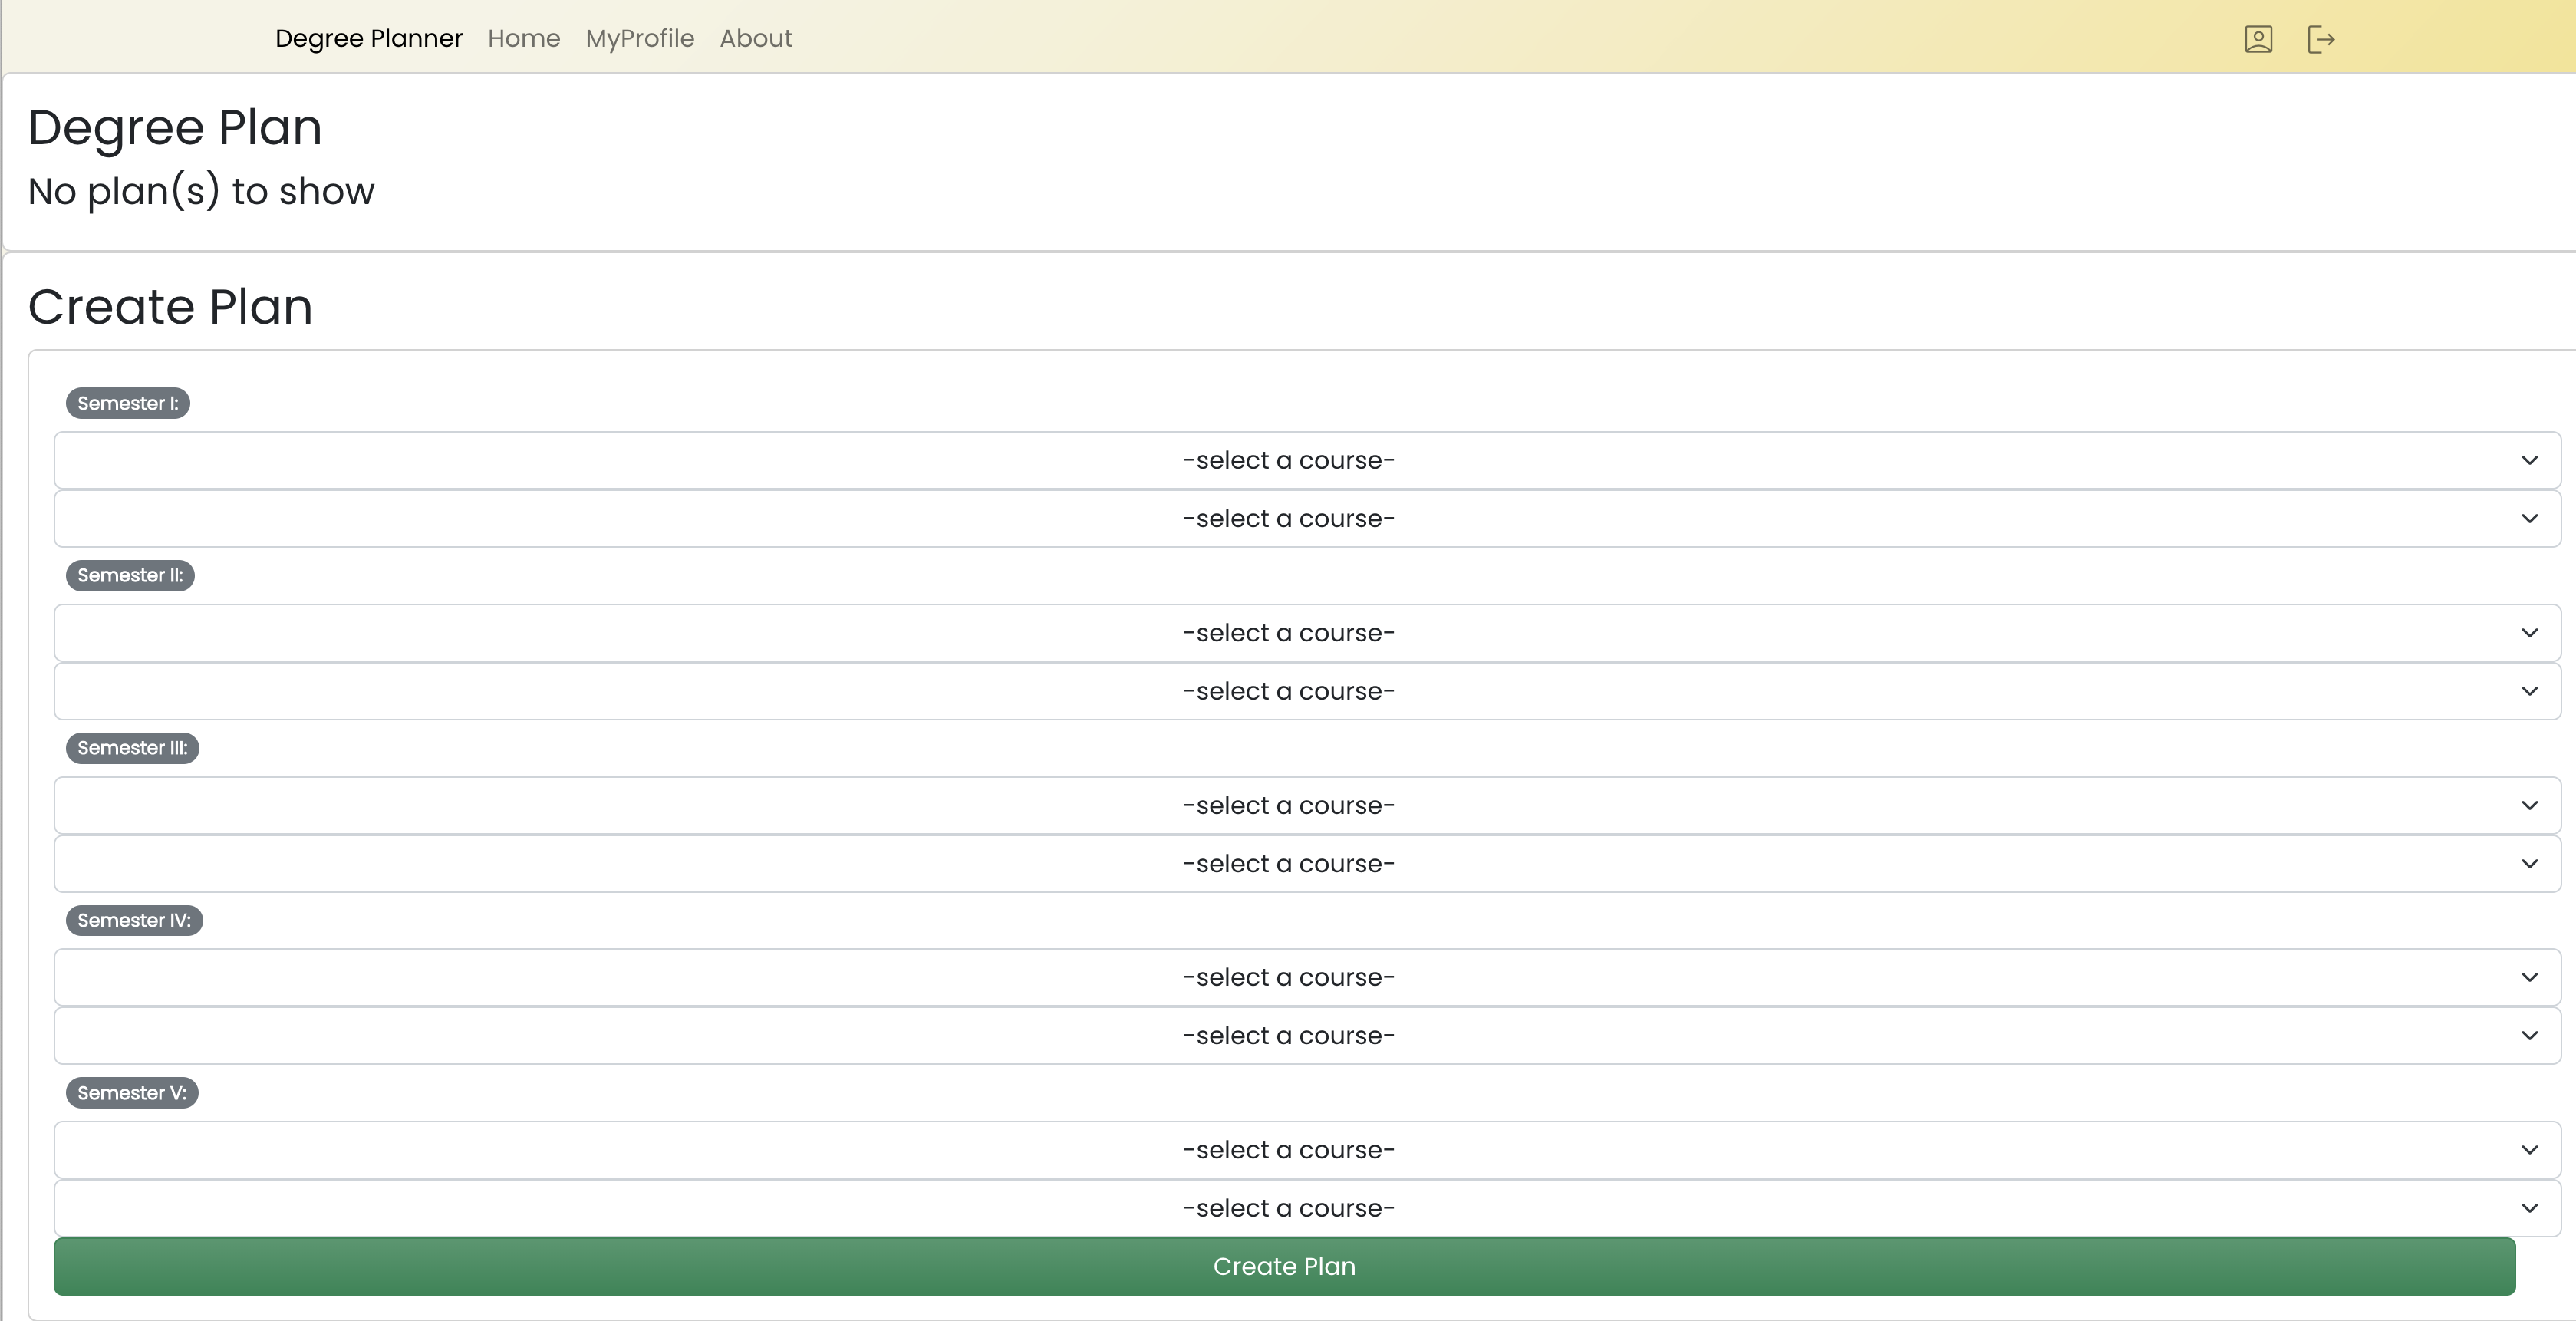 Degree Planner Home MyProfile About
Degree Plan
No plan(s) to show
Create Plan
Semester I:
-select a course-
-select a course-
Semester II:
-select a course-
-select a course-
Semester III:
-select a course-
-select a course-
Semester IV:
-select a course-
-select a course-
Semester V:
-select a course-
-select a course-
Create Plan